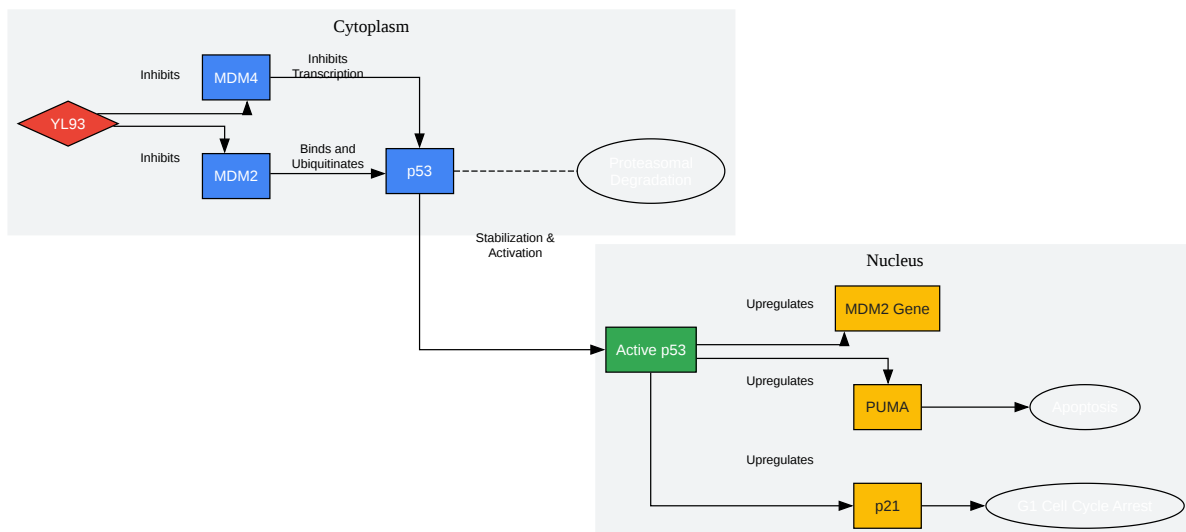 Cytoplasm
Inhibits
MDM4
Inhibits
Transcription
YL93
Inhibits
MDM2
Binds and
Ubiquitinates
p53
Proteasomal
Degradation
Stabilization &
Activation
Nucleus
Upregulates
MDM2 Gene
Active p53
Upregulates
PUMA
Apoptosis
Upregulates
p21
G1 Cell Cycle Arrest